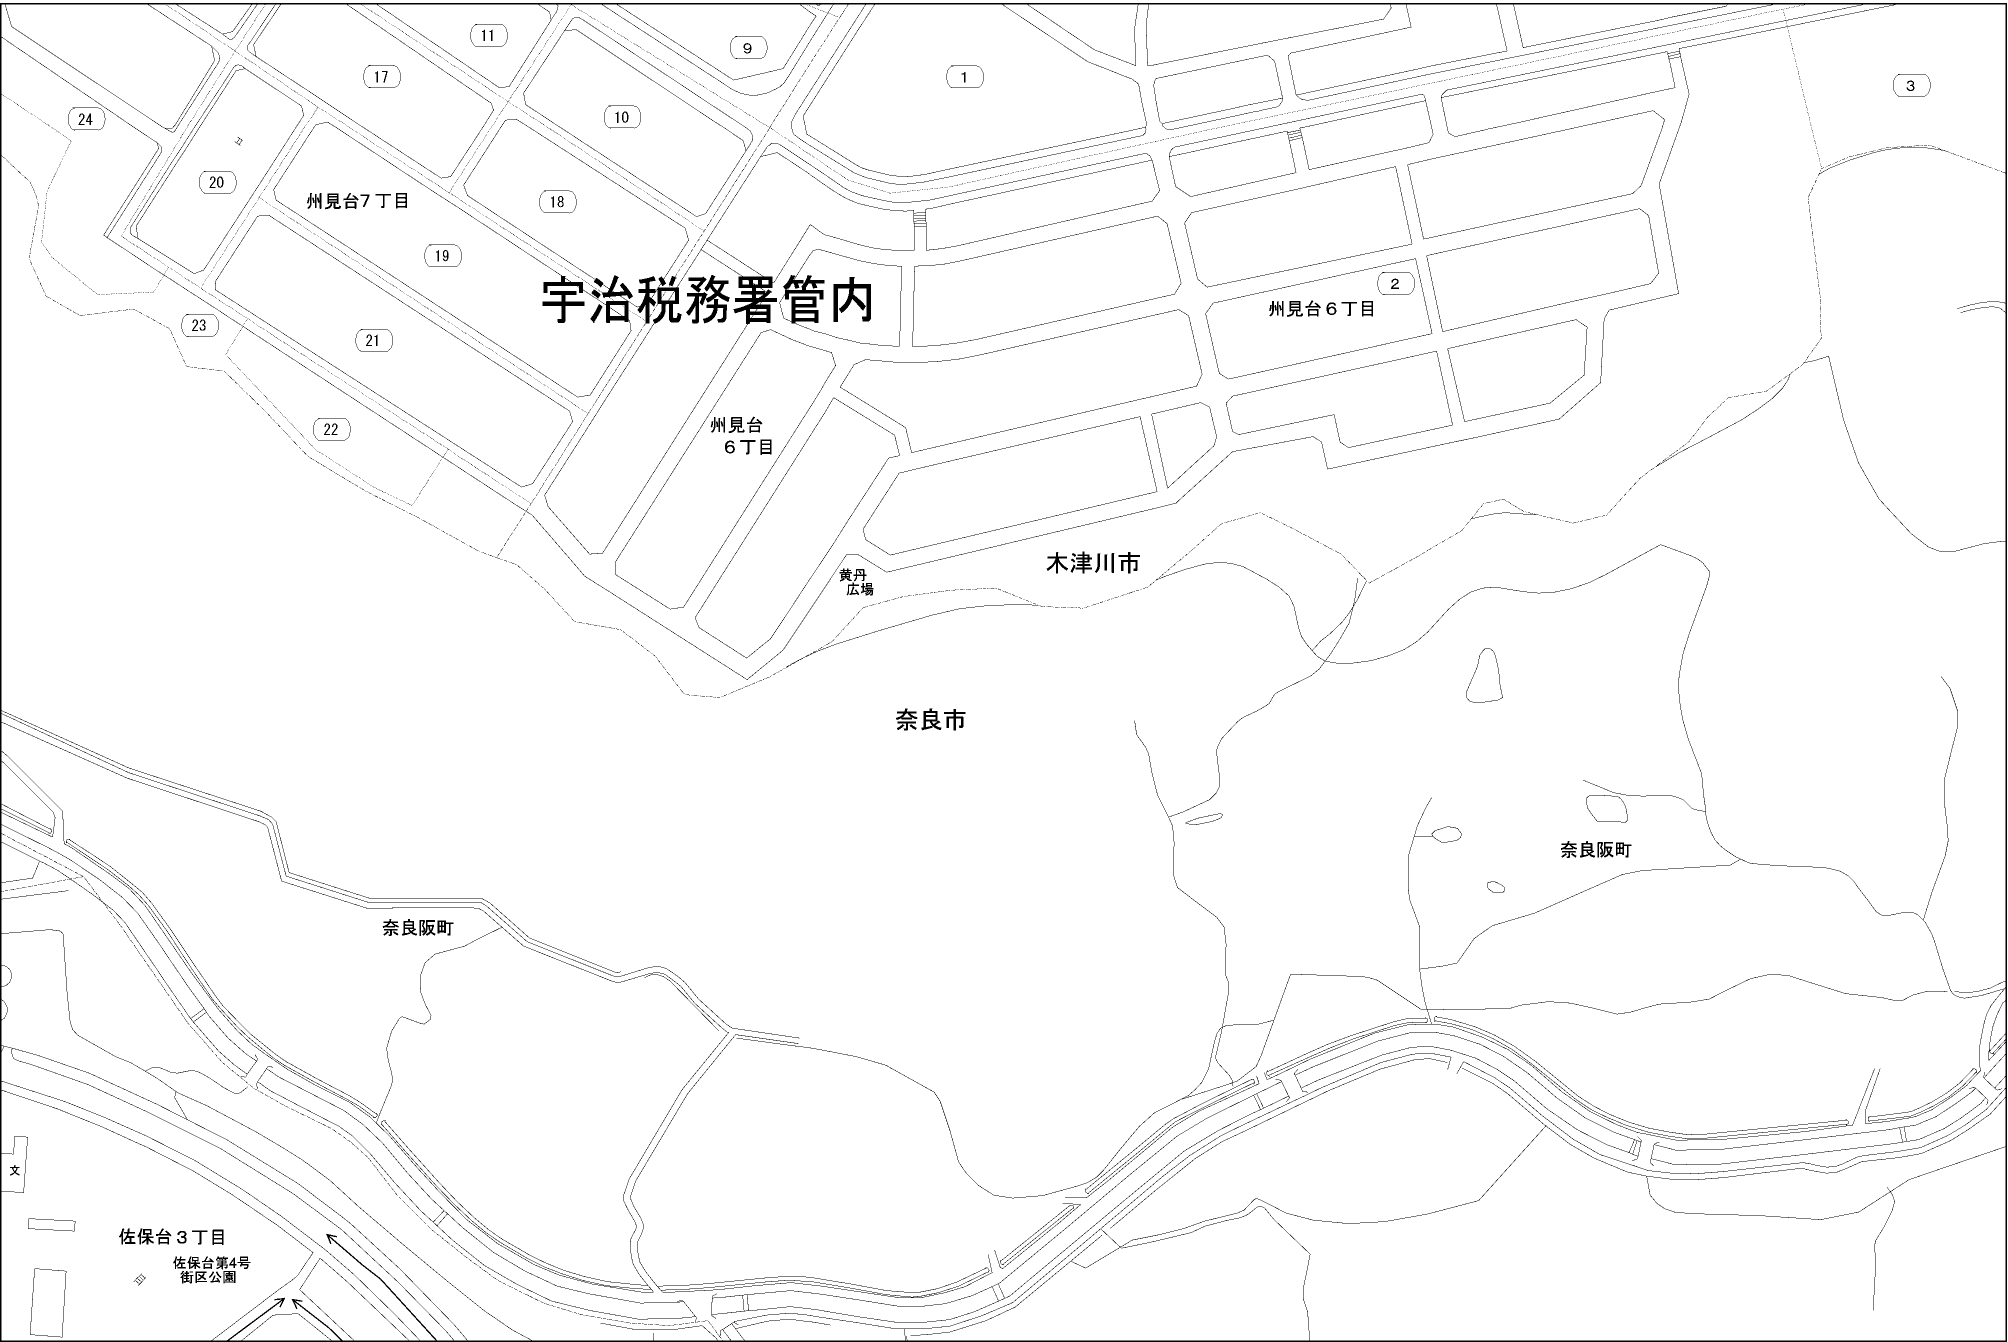 11
9
17
1
3
24
10
20
州見台7丁目
18
19
宇治税務署管内
2
州見台６丁目
23
21
22
州見台
６丁目
木津川市
黄丹
広場
奈良市
奈良阪町
奈良阪町
文
佐保台３丁目
佐保台第4号
街区公園